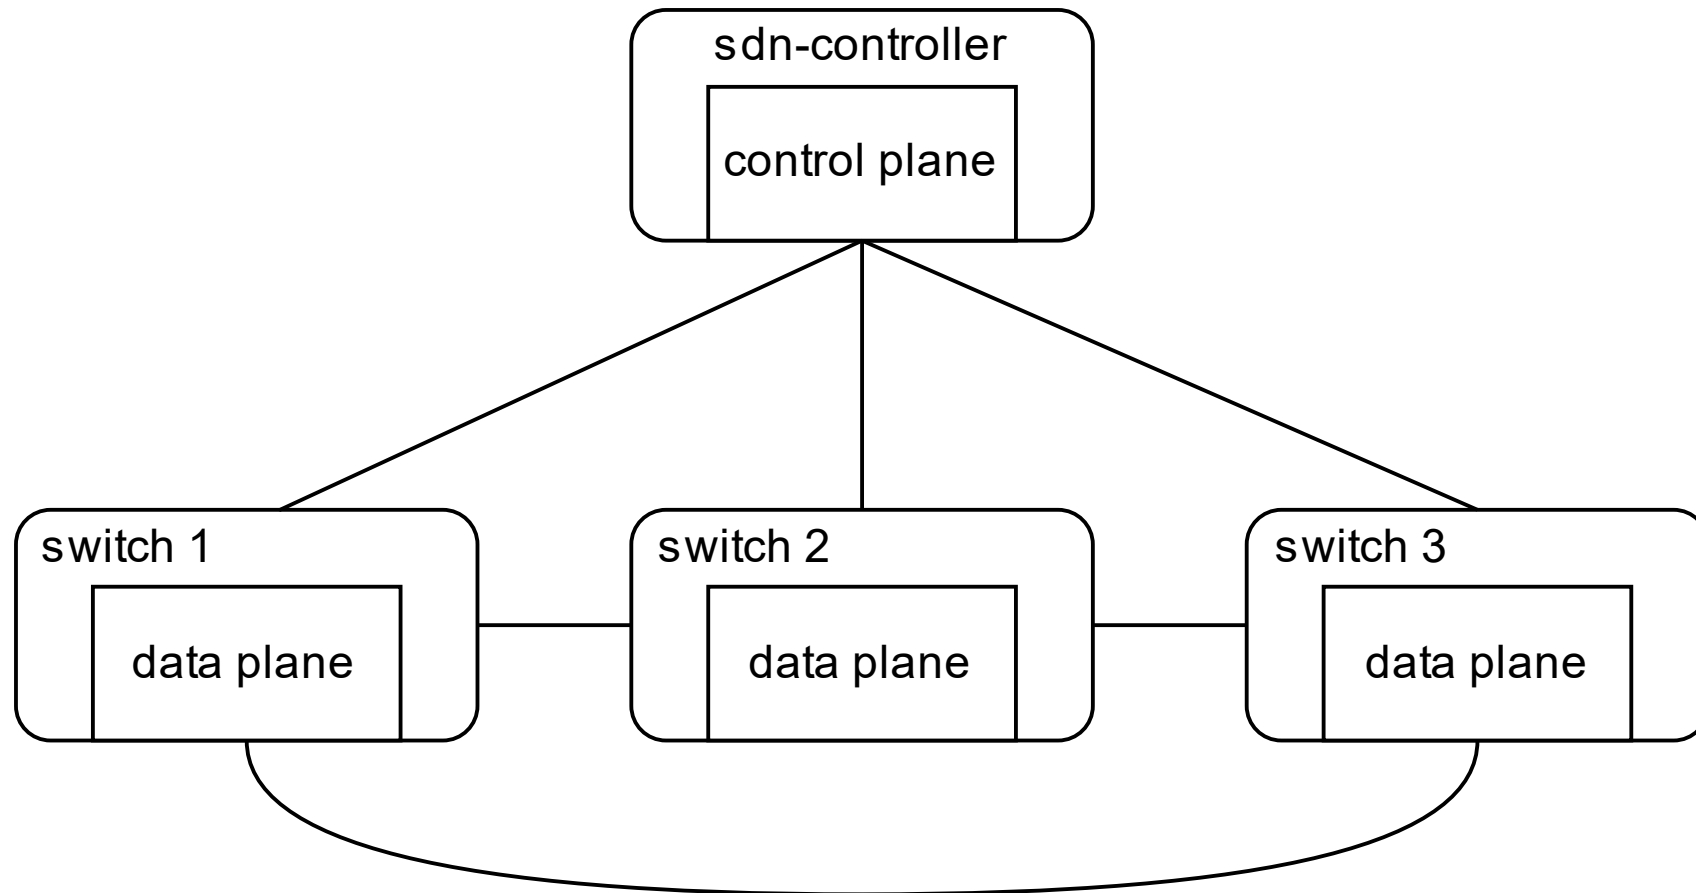 sdn-controller
control plane
switch 1
data plane
switch 2
data plane
switch 3
data plane